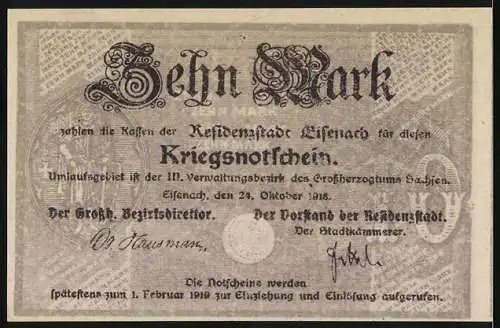 Zehn Mark
zahlen die Kassen der Residenzstadt Eisenach für diesen
Kriegsnotschein.
Umlaufsgebiet ist der III. Verwaltungsbezirk des Großherzogtums Sachsen.
Eisenach, den 24. Oktober 1918.
Der Großh. Bezirksdirektor. Der Vorstand der Residenzstadt.
Der Stadtkämmerer.
Die Notscheine werden
spätestens zum 1. Februar 1919 zur Einziehung und Einlösung aufgerufen.